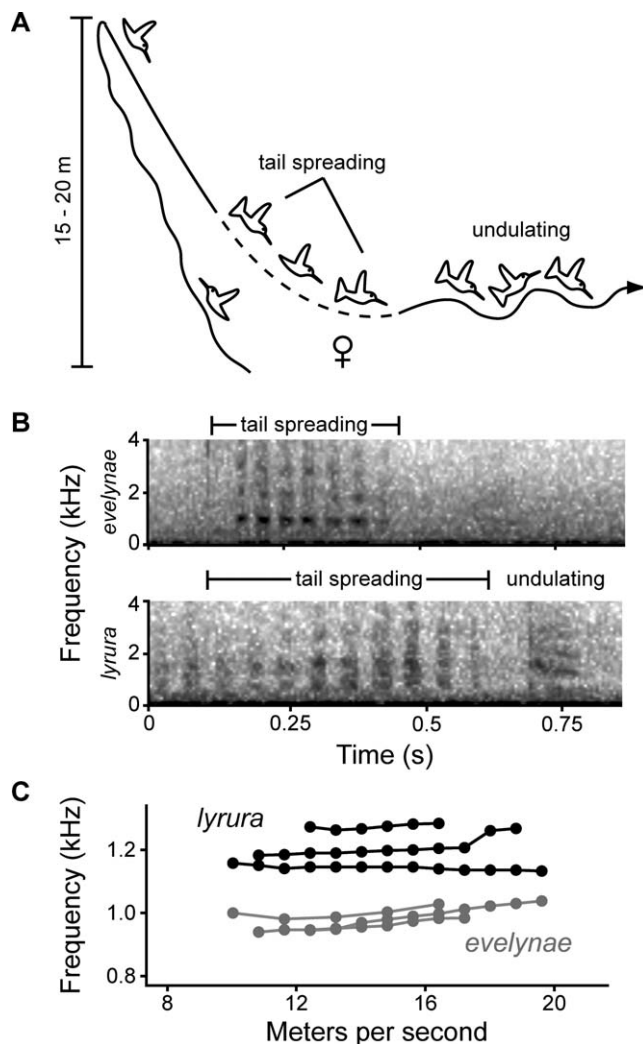 A
15 - 20 m
tail spreading
undulating
♀
B
tail spreading
Frequency (kHz)
evelynae
4
2
0
tail spreading
undulating
lyrura
4
2
0
0
0.25
0.5
0.75
Time (s)
C
Frequency (kHz)
1.2
1.0
0.8
lyrura
evelynae
8
12
16
20
Meters per second